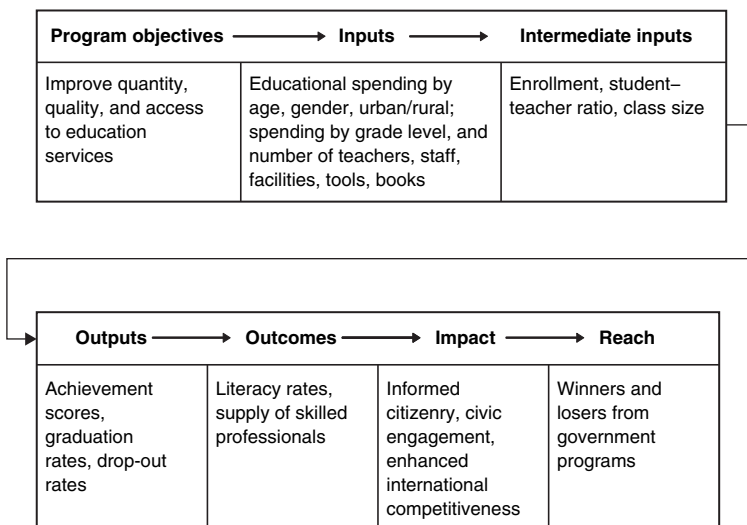 Program objectives Inputs Intermediate inputs
Improve quantity,
quality, and access
to education
services
Educational spending by
age, gender, urban/rural;
spending by grade level, and
number of teachers, staff,
facilities, tools, books
Enrollment, student–
teacher ratio, class size
Outputs Outcomes Impact Reach
Achievement
scores,
graduation
rates, drop-out
rates
Literacy rates,
supply of skilled
professionals
Informed
citizenry, civic
engagement,
enhanced
international
competitiveness
Winners and
losers from
government
programs